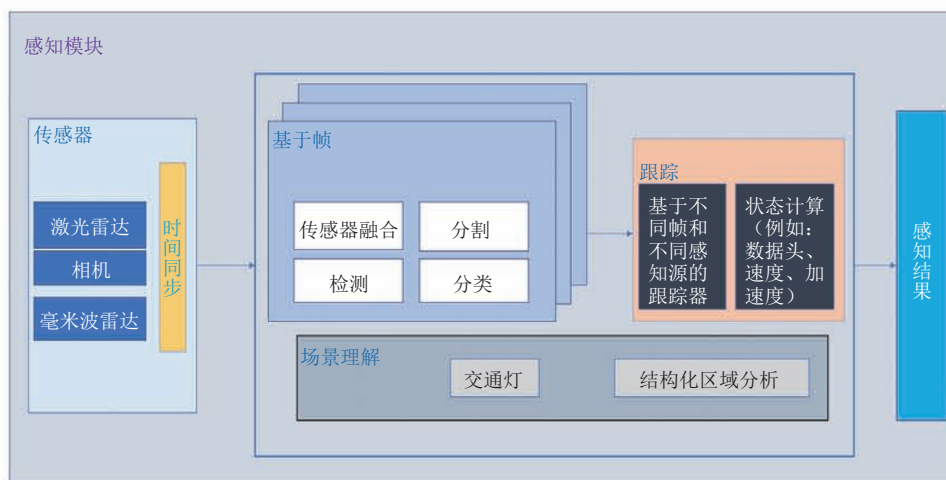 感知模块
传感器
激光雷达
相机
毫米波雷达
时间同步
基于帧
传感器融合
分割
检测
分类
跟踪
基于不
同帧和
不同感
知源的
跟踪器
状态计算
（例如：
数据头、
速度、加
速度）
场景理解
交通灯
结构化区域分析
感知结果